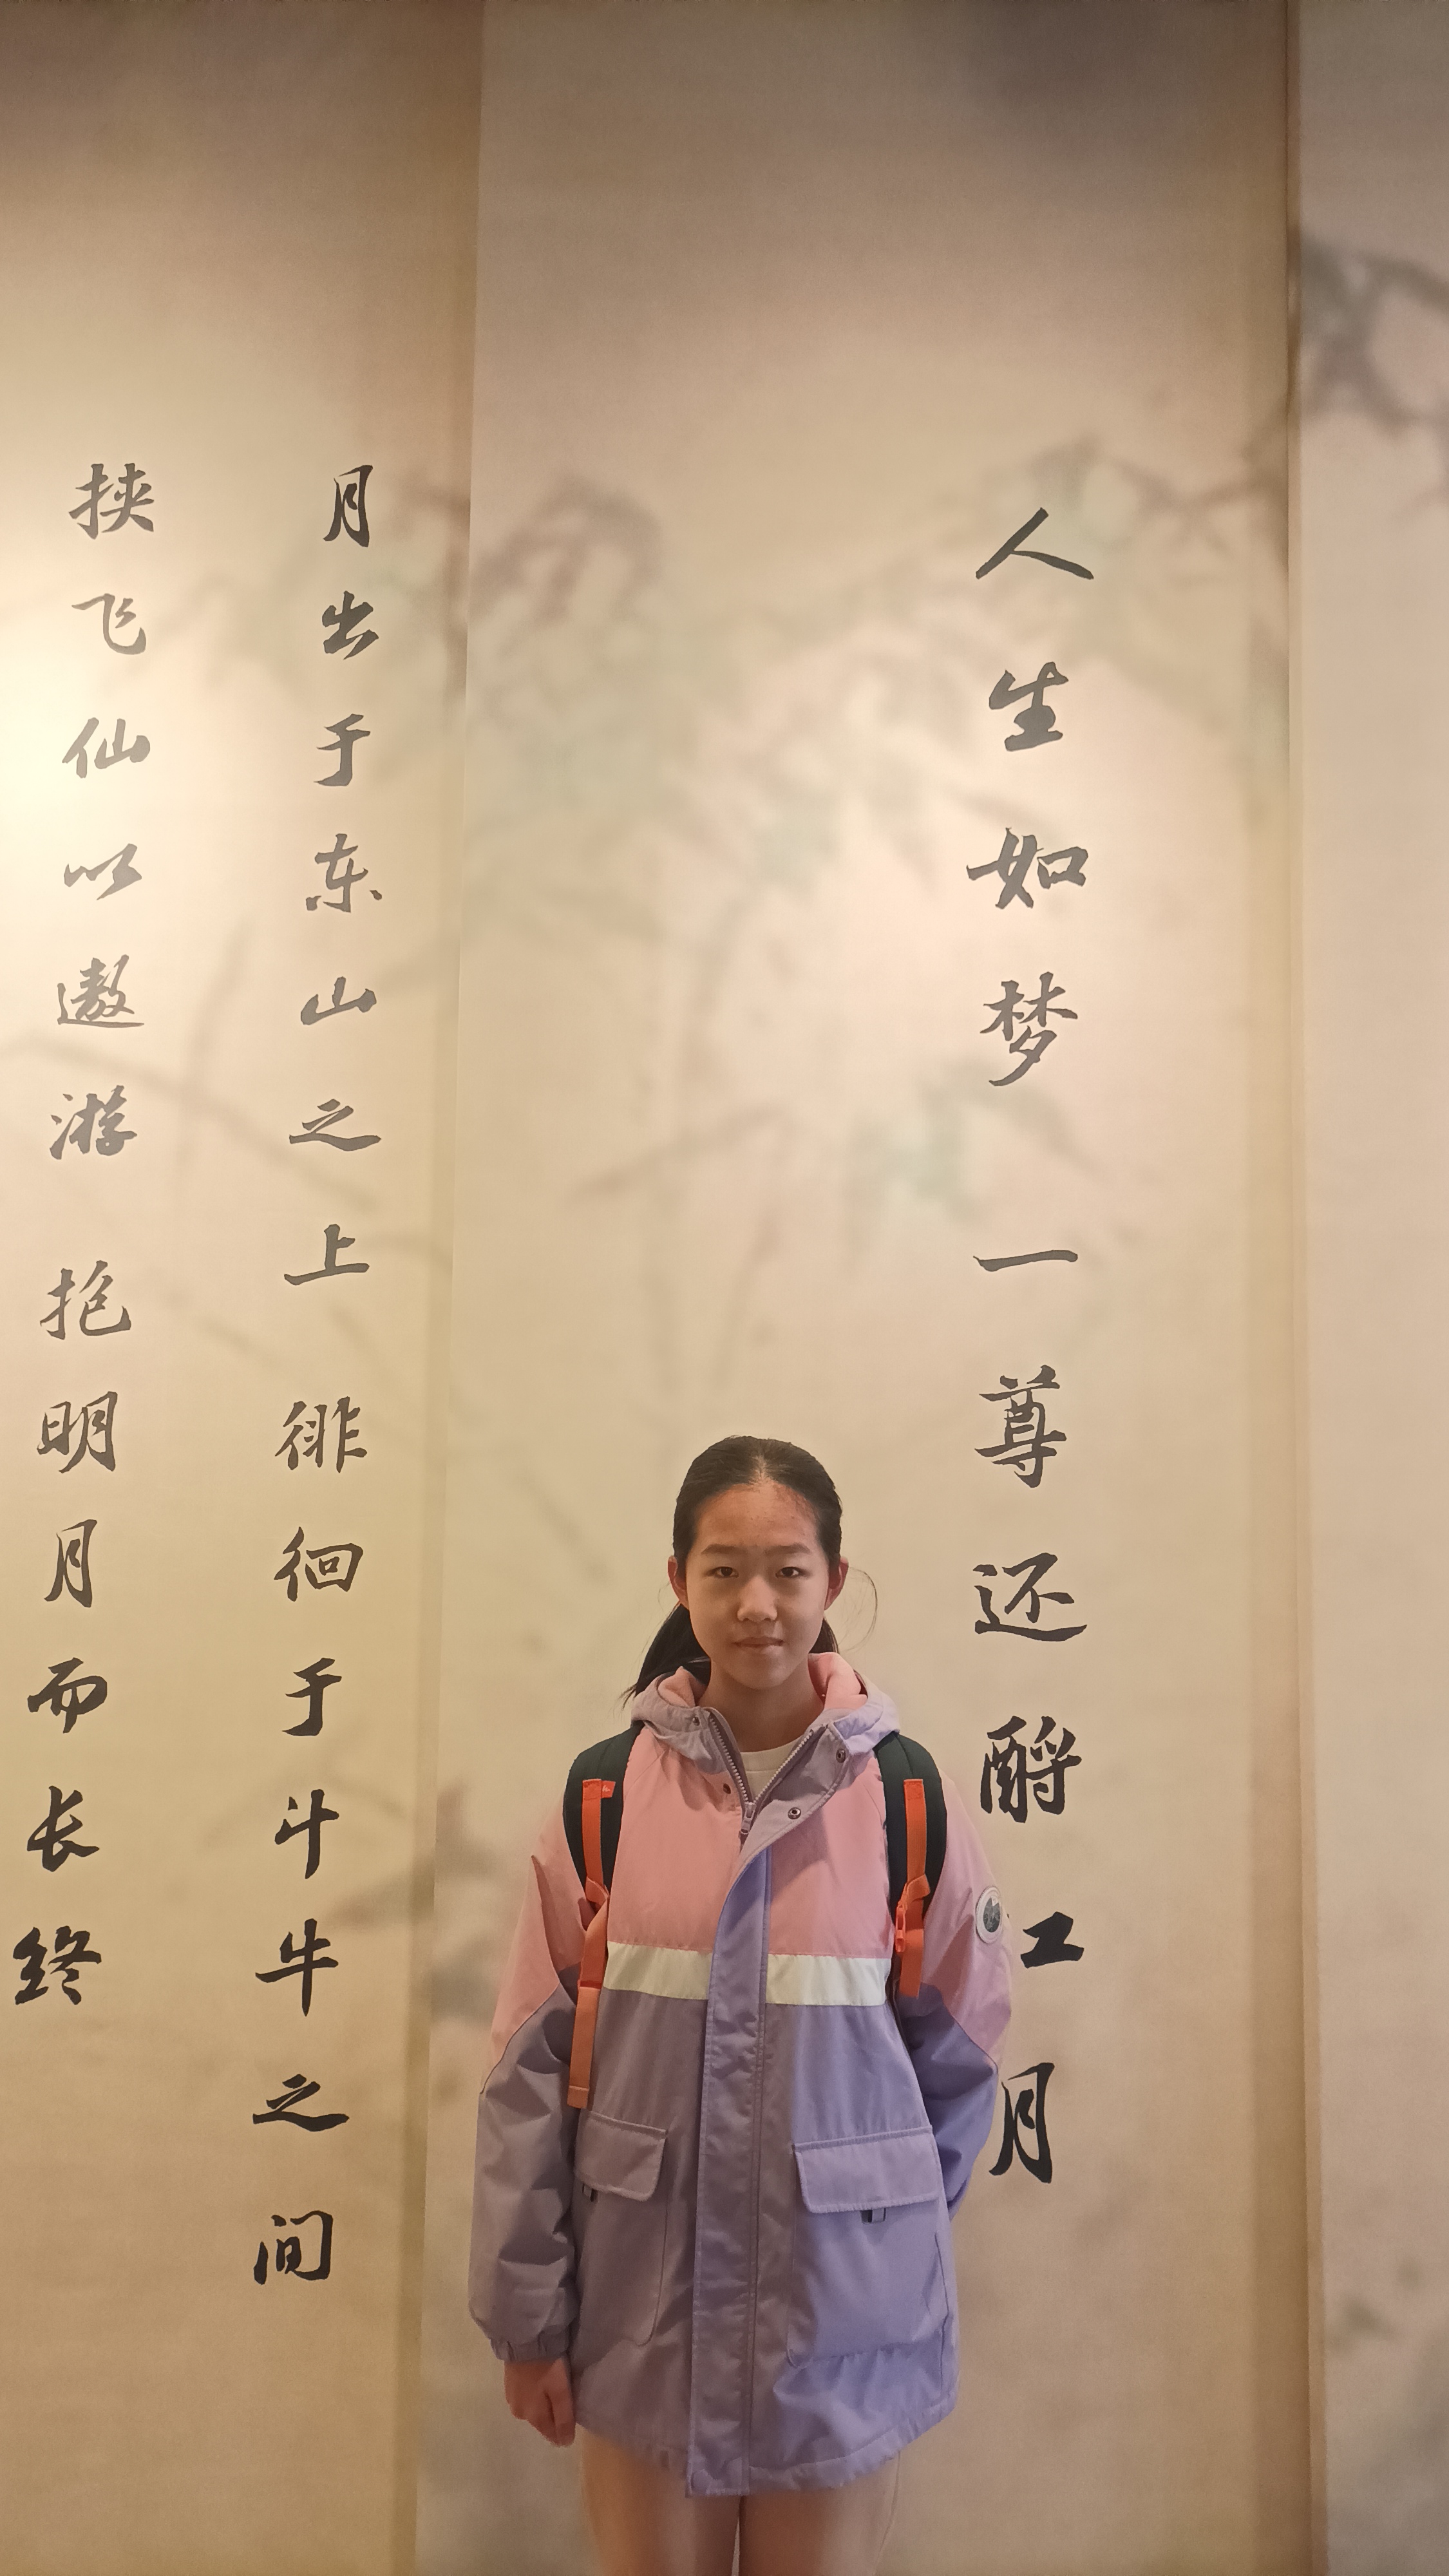 人生如梦 一尊还酹江月
月出于东山之上 徘徊于斗牛之间
挟飞仙以遨游 抱明月而长终